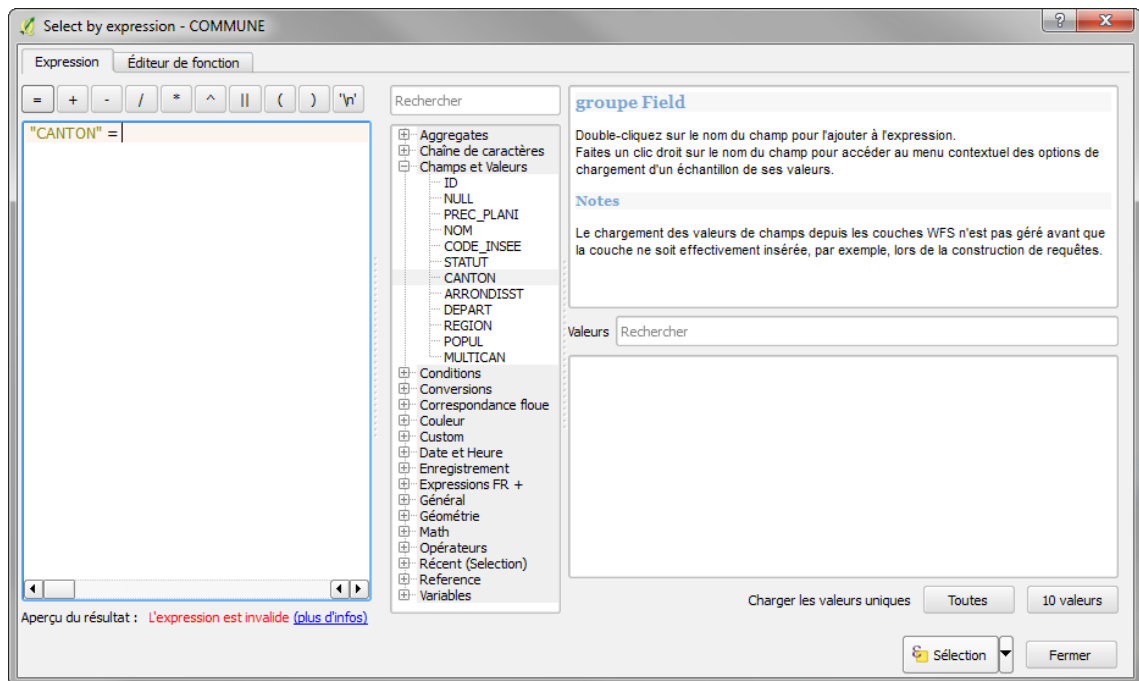 Select by expression - COMMUNE
Expression
Éditeur de fonction
= + - / * ^ || ( ) '\n'
"CANTON" =
Aperçu du résultat : L'expression est invalide (plus d'infos)
Rechercher
Aggregates
Chaîne de caractères
Champs et Valeurs
ID
NULL
PREC_PLANI
NOM
CODE_INSEE
STATUT
CANTON
ARRONDISST
DEPART
REGION
POPUL
MULTICAN
Conditions
Conversions
Correspondance floue
Couleur
Custom
Date et Heure
Enregistrement
Expressions FR +
Général
Géométrie
Math
Opérateurs
Récent (Selection)
Reference
Variables
groupe Field
Double-cliquez sur le nom du champ pour l'ajouter à l'expression.
Faites un clic droit sur le nom du champ pour accéder au menu contextuel des options de
chargement d'un échantillon de ses valeurs.
Notes
Le chargement des valeurs de champs depuis les couches WFS n'est pas géré avant que
la couche ne soit effectivement insérée, par exemple, lors de la construction de requêtes.
Valeurs Rechercher
Charger les valeurs uniques Toutes 10 valeurs
Sélection Fermer